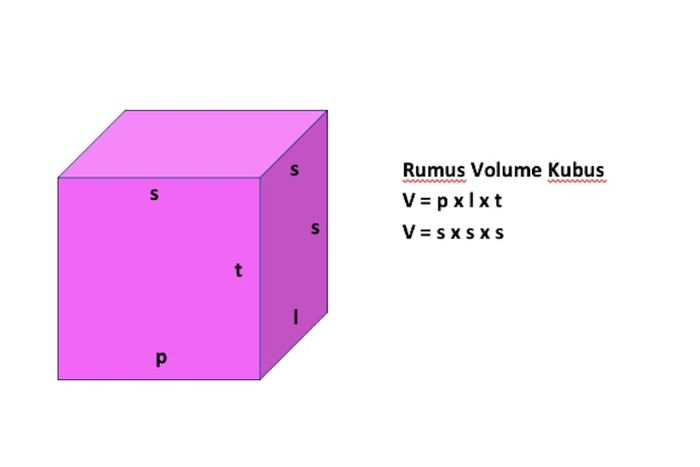 s
s
s
t
l
p
Rumus Volume Kubus
V = p x l x t
V = s x s x s